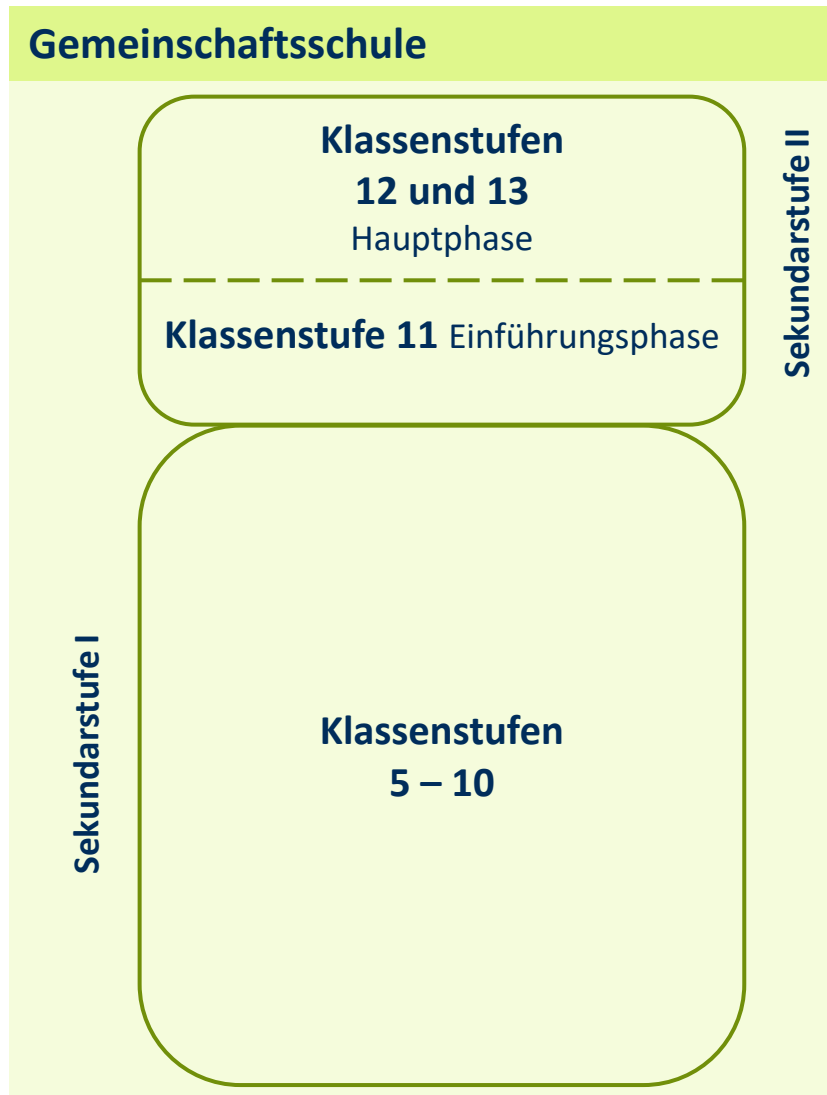 Gemeinschaftsschule
Klassenstufen
12 und 13
Hauptphase
Sekundarstufe II
Klassenstufe 11 Einführungsphase
Sekundarstufe I
Klassenstufen
5 – 10